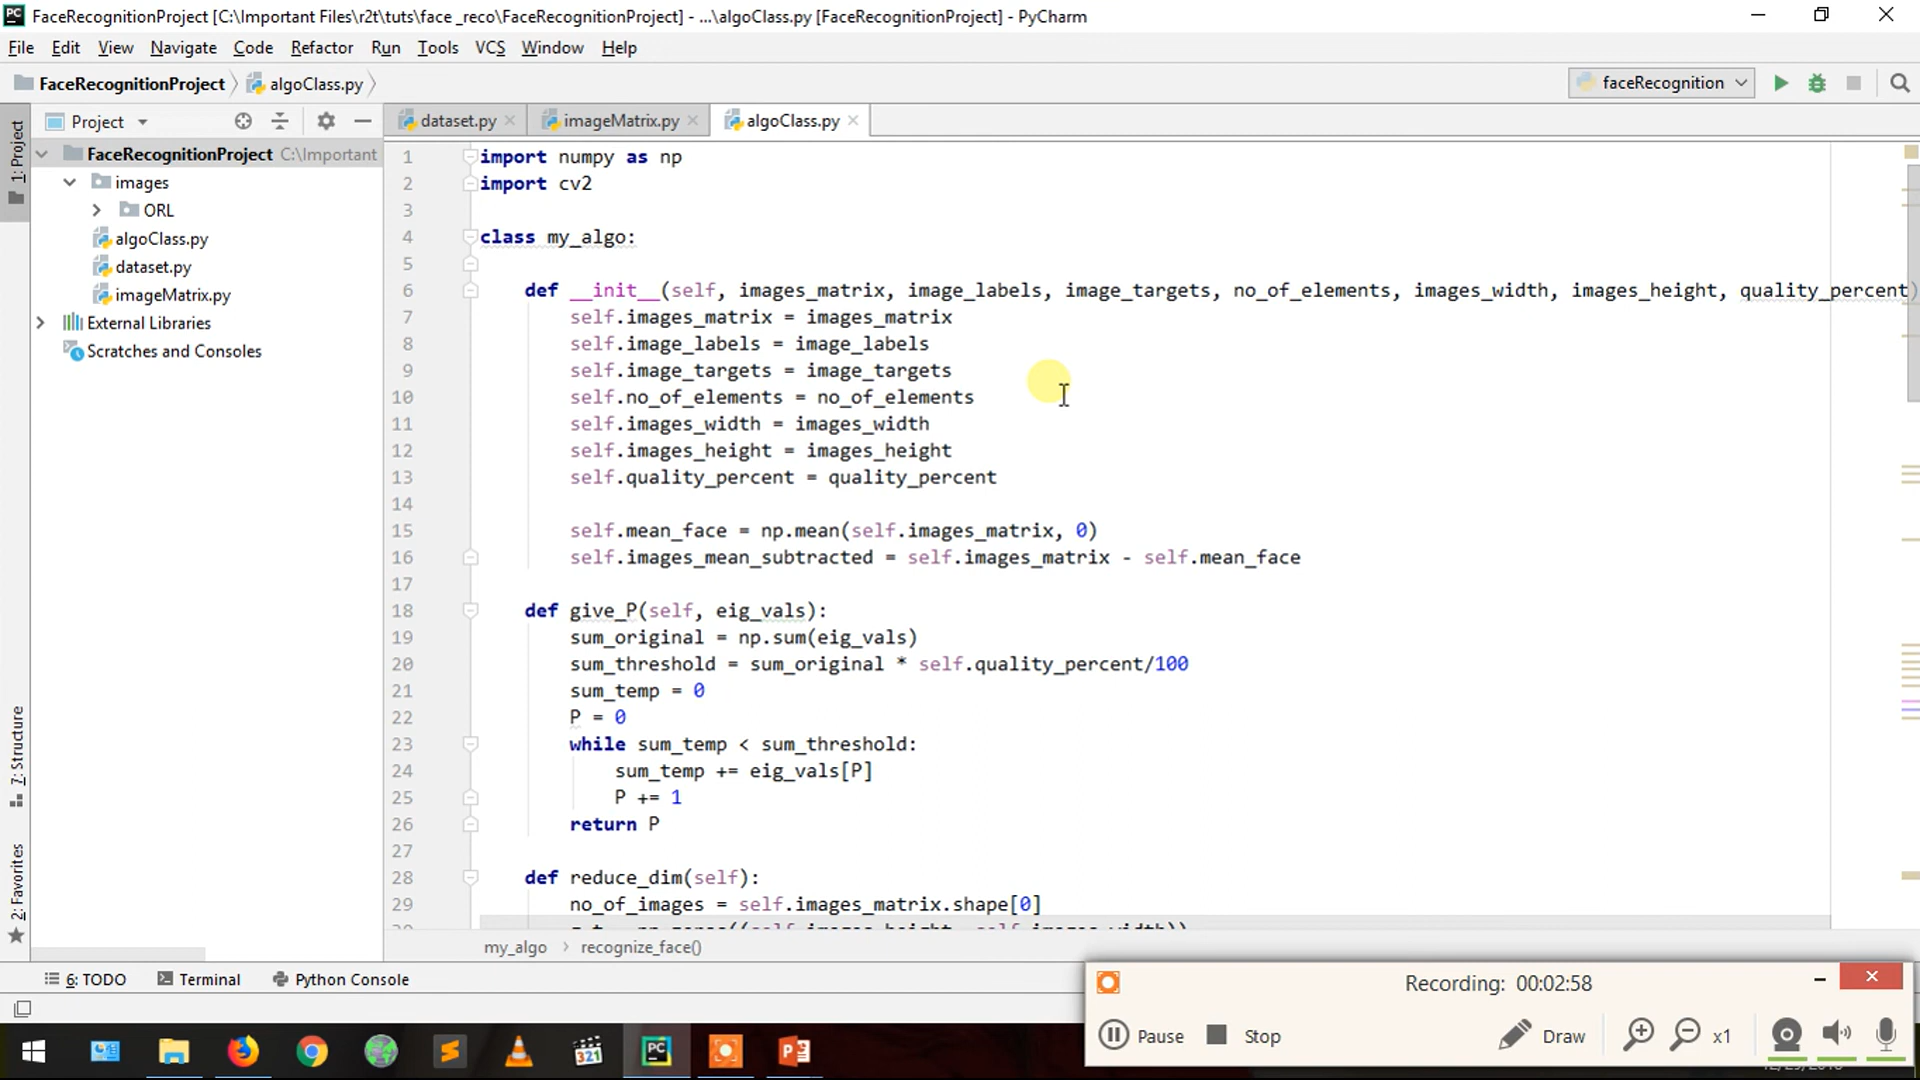 FaceRecognitionProject [C:\Important Files\r2t\tuts\face _reco\FaceRecognitionProject] - ...\algoClass.py [FaceRecognitionProject] - PyCharm
File Edit View Navigate Code Refactor Run Tools VCS Window Help
FaceRecognitionProject algoClass.py faceRecognition
Project dataset.py imageMatrix.py algoClass.py
1: Project
FaceRecognitionProject C:\Important
images
ORL
algoClass.py
dataset.py
imageMatrix.py
External Libraries
Scratches and Consoles
7: Structure
2: Favorites
1 import numpy as np
2 import cv2
3
4 class my_algo:
5
6 def __init__(self, images_matrix, image_labels, image_targets, no_of_elements, images_width, images_height, quality_percent)
7 self.images_matrix = images_matrix
8 self.image_labels = image_labels
9 self.image_targets = image_targets
10 self.no_of_elements = no_of_elements
11 self.images_width = images_width
12 self.images_height = images_height
13 self.quality_percent = quality_percent
14
15 self.mean_face = np.mean(self.images_matrix, 0)
16 self.images_mean_subtracted = self.images_matrix - self.mean_face
17
18 def give_P(self, eig_vals):
19 sum_original = np.sum(eig_vals)
20 sum_threshold = sum_original * self.quality_percent/100
21 sum_temp = 0
22 P = 0
23 while sum_temp < sum_threshold:
24 sum_temp += eig_vals[P]
25 P += 1
26 return P
27
28 def reduce_dim(self):
29 no_of_images = self.images_matrix.shape[0]
my_algo recognize_face()
6: TODO Terminal Python Console
Recording: 00:02:58
Pause Stop Draw x1